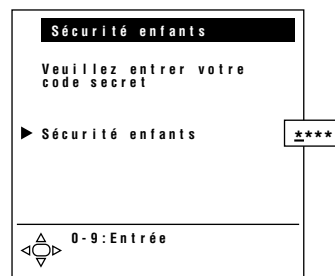 Sécurité enfants
Veuillez entrer votre
code secret
Sécurité enfants ****
0-9:Entrée